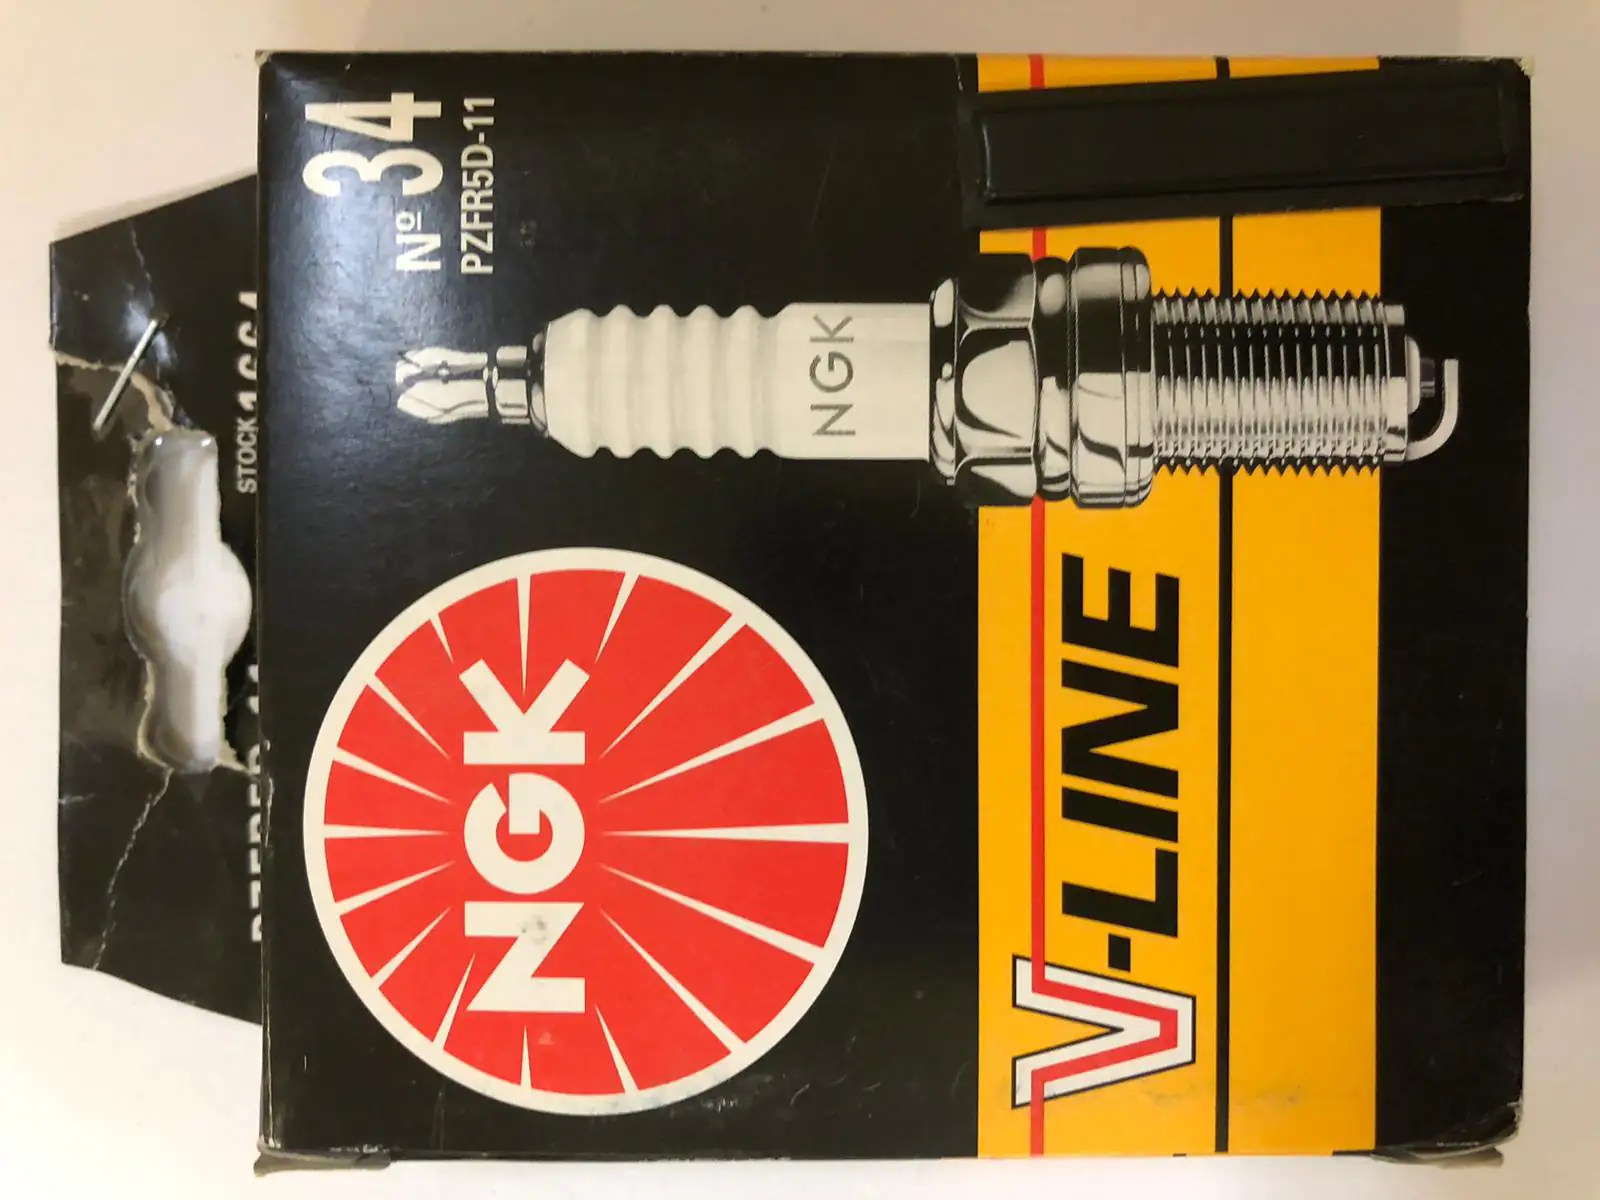 STOCK
Nº 34
PZFR5D-11
NGK
NGK
V-LINE